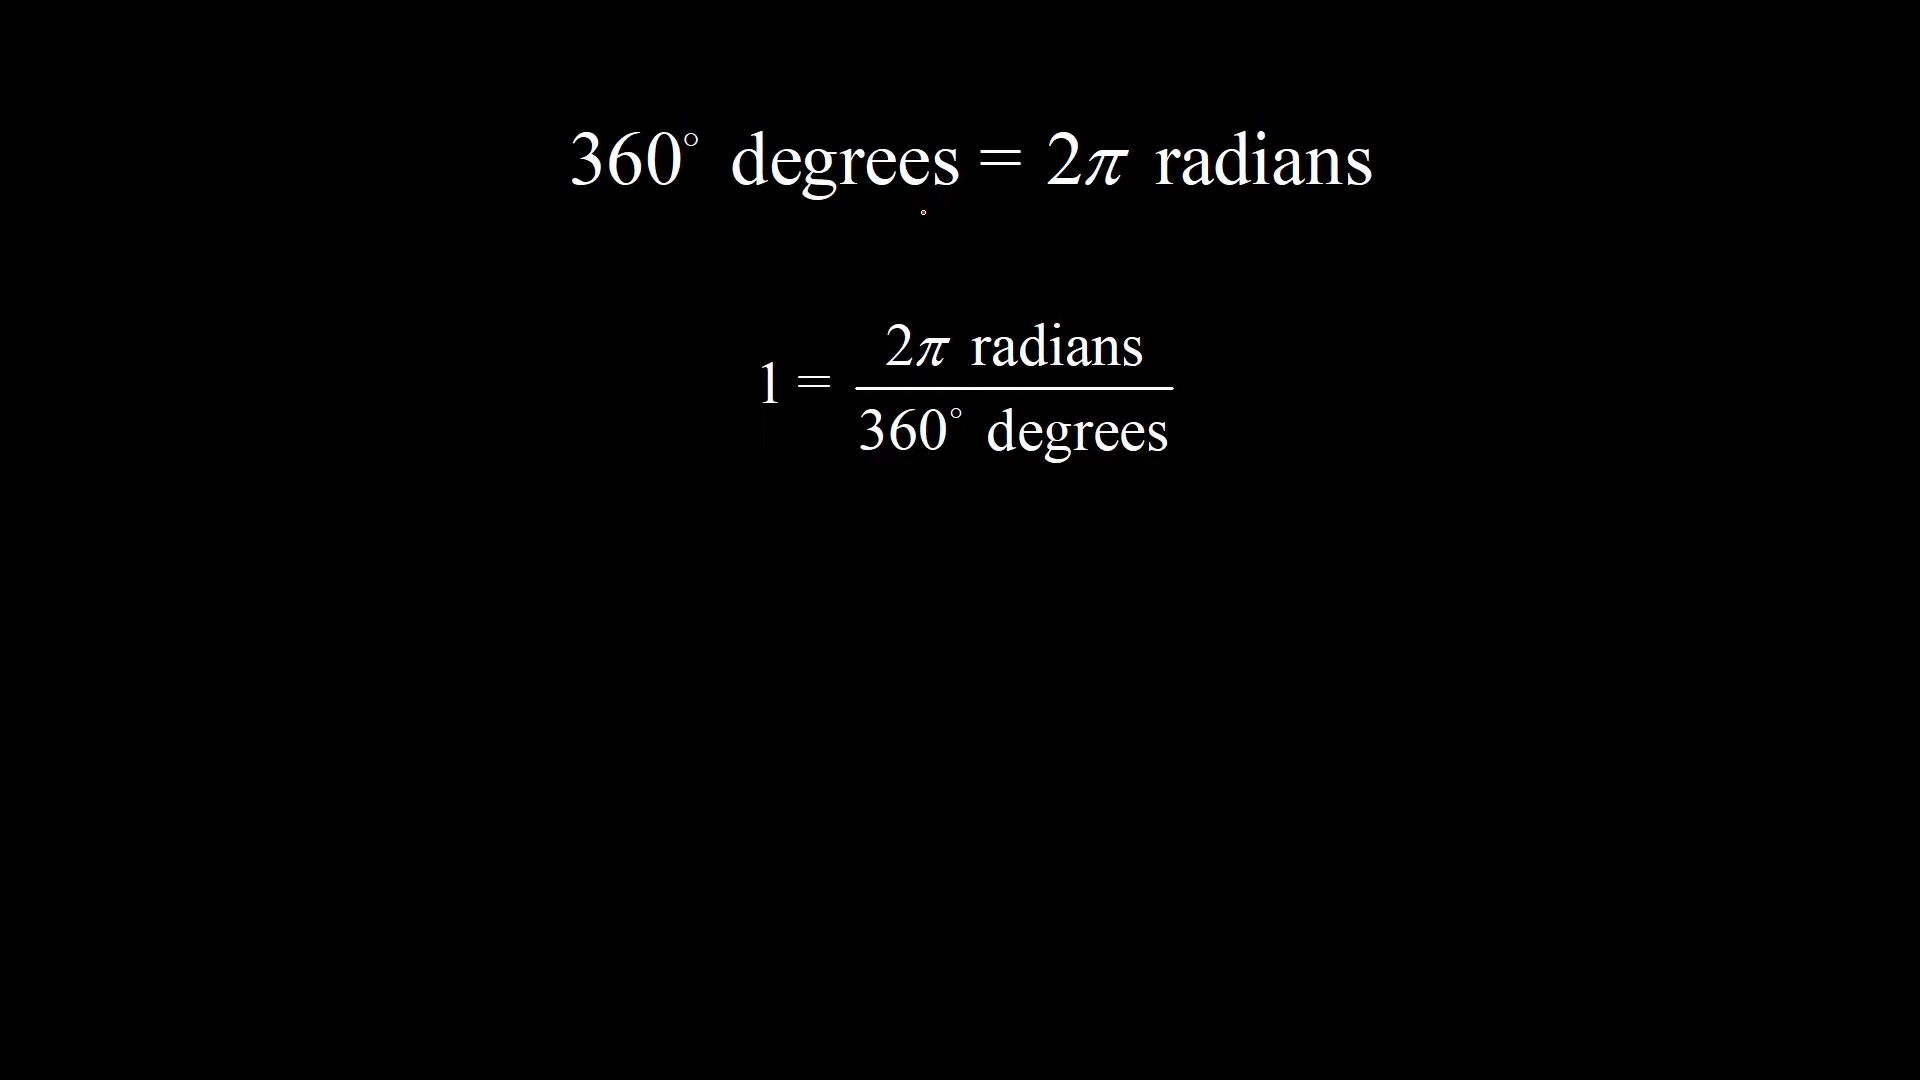 360° degrees = 2π radians
1 = 2π radians / 360° degrees